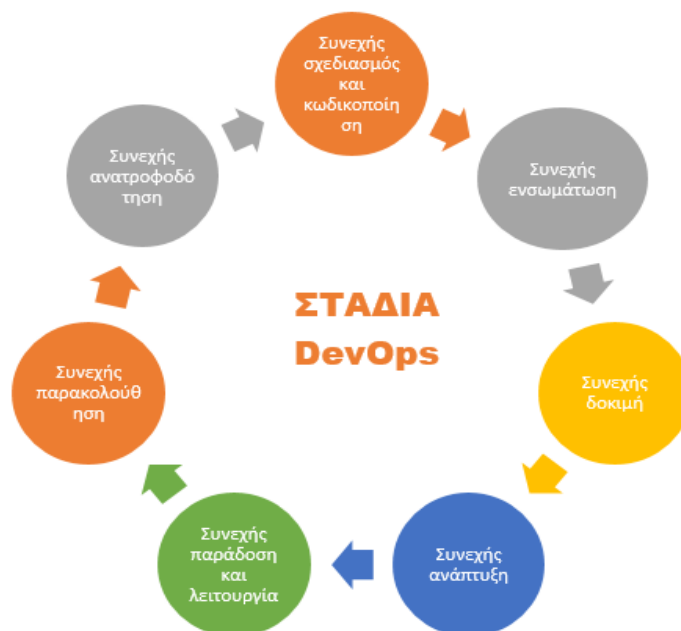 Συνεχής
σχεδιασμός
και
κωδικοποίη
ση
Συνεχής
ενσωμάτωση
Συνεχής
δοκιμή
Συνεχής
ανάπτυξη
Συνεχής
παράδοση
και
λειτουργία
Συνεχής
παρακολούθ
ηση
Συνεχής
ανατροφοδό
τηση
ΣΤΑΔΙΑ
DevOps